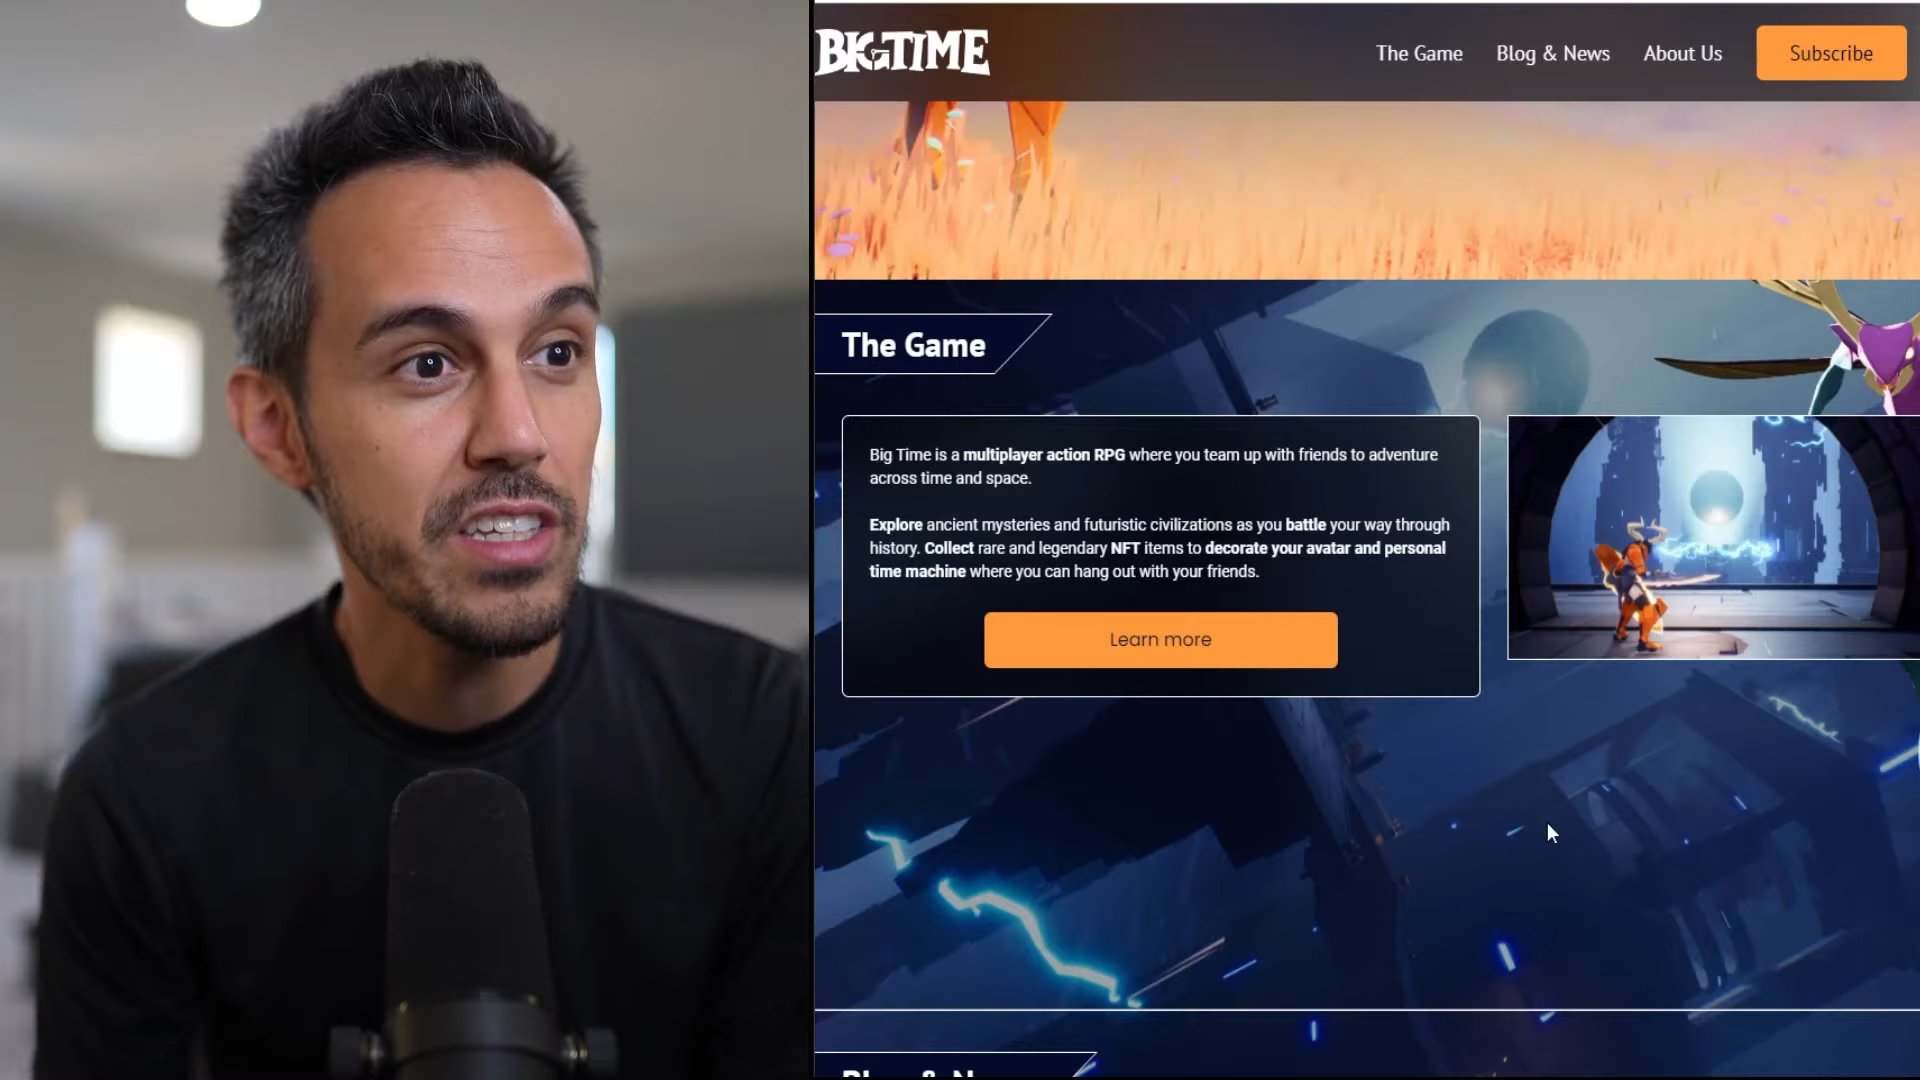 BIGTIME
The Game
Blog & News
About Us
Subscribe
The Game
Big Time is a multiplayer action RPG where you team up with friends to adventure
across time and space.
Explore ancient mysteries and futuristic civilizations as you battle your way through
history. Collect rare and legendary NFT items to decorate your avatar and personal
time machine where you can hang out with your friends.
Learn more